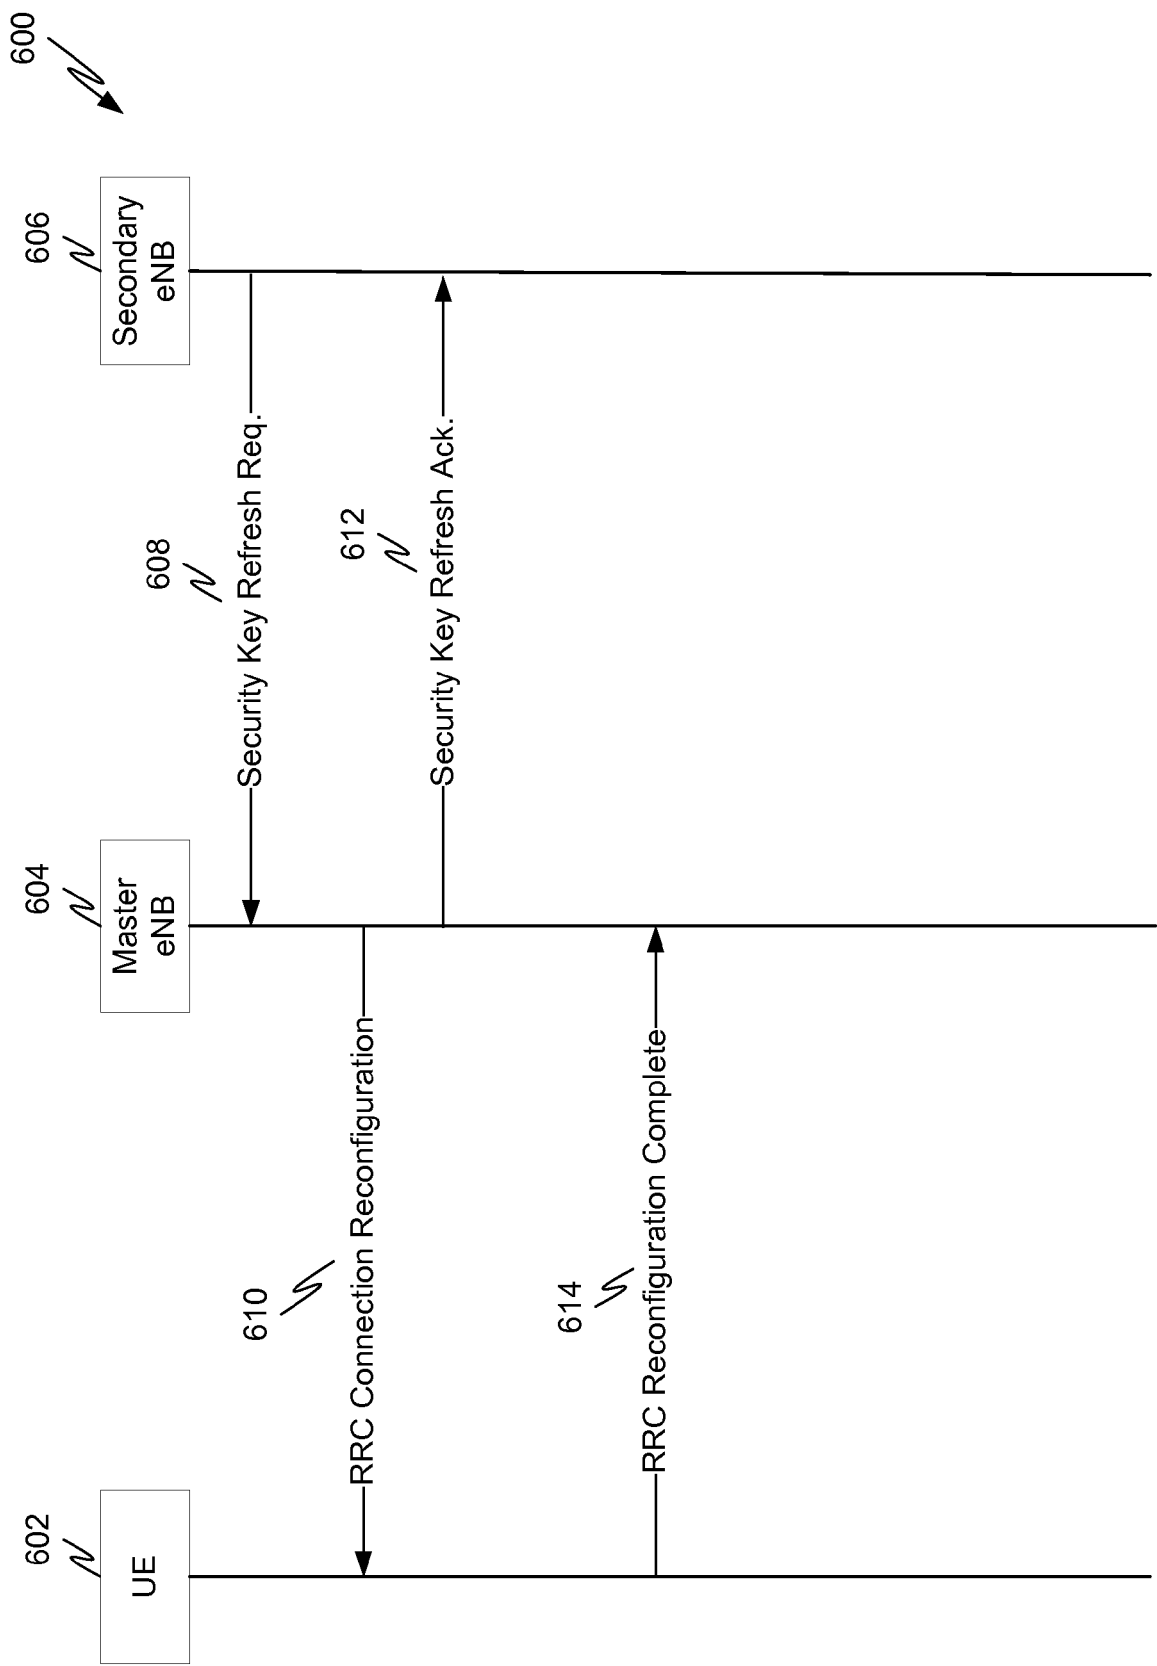 600
602
UE
604
Master
eNB
606
Secondary
eNB
608
Security Key Refresh Req.
610
RRC Connection Reconfiguration
612
Security Key Refresh Ack.
614
RRC Reconfiguration Complete